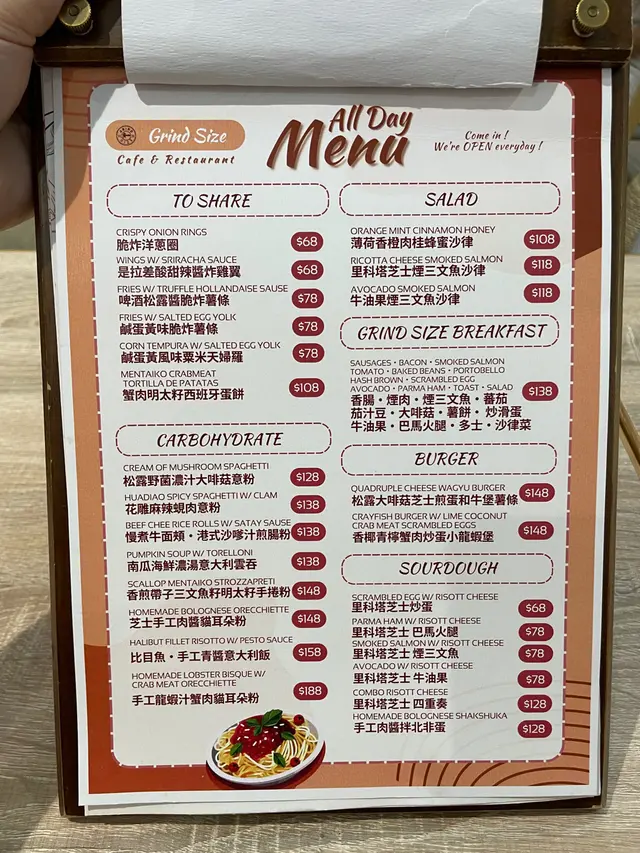 Grind Size
Cafe & Restaurant
All Day
Menu
Come in !
We're OPEN everyday !
TO SHARE
CRISPY ONION RINGS
脆炸洋蔥圈 $68
WINGS W/ SRIRACHA SAUCE
是拉差酸甜辣醬炸雞翼 $68
FRIES W/ TRUFFLE HOLLANDAISE SAUSE
啤酒松露醬脆炸薯條 $78
FRIES W/ SALTED EGG YOLK
鹹蛋黃味脆炸薯條 $78
CORN TEMPURA W/ SALTED EGG YOLK
鹹蛋黃風味粟米天婦羅 $78
MENTAIKO CRABMEAT
TORTILLA DE PATATAS
蟹肉明太籽西班牙蛋餅 $108
CARBOHYDRATE
CREAM OF MUSHROOM SPAGHETTI
松露野菌濃汁大啡菇意粉 $128
HUADIAO SPICY SPAGHETTI W/ CLAM
花雕麻辣蜆肉意粉 $138
BEEF CHEE RICE ROLLS W/ SATAY SAUSE
慢煮牛面頰・港式沙嗲汁煎腸粉 $138
PUMPKIN SOUP W/ TORELLONI
南瓜海鮮濃湯意大利雲吞 $138
SCALLOP MENTAIKO STROZZAPRETI
香煎帶子三文魚籽明太籽手捲粉 $148
HOMEMADE BOLOGNESE ORECCHIETTE
芝士手工肉醬貓耳朵粉 $148
HALIBUT FILLET RISOTTO W/ PESTO SAUCE
比目魚・手工青醬意大利飯 $158
HOMEMADE LOBSTER BISQUE W/
CRAB MEAT ORECCHIETTE
手工龍蝦汁蟹肉貓耳朵粉 $188
SALAD
ORANGE MINT CINNAMON HONEY
薄荷香橙肉桂蜂蜜沙律 $108
RICOTTA CHEESE SMOKED SALMON
里科塔芝士煙三文魚沙律 $118
AVOCADO SMOKED SALMON
牛油果煙三文魚沙律 $118
GRIND SIZE BREAKFAST
SAUSAGES・BACON・SMOKED SALMON
TOMATO・BAKED BEANS・PORTOBELLO
HASH BROWN・SCRAMBLED EGG
AVOCADO・PARMA HAM・TOAST・SALAD $138
香腸・煙肉・煙三文魚・蕃茄
茄汁豆・大啡菇・薯餅・炒滑蛋
牛油果・巴馬火腿・多士・沙律菜
BURGER
QUADRUPLE CHEESE WAGYU BURGER
松露大啡菇芝士煎蛋和牛堡薯條 $148
CRAYFISH BURGER W/ LIME COCONUT
CRAB MEAT SCRAMBLED EGGS
香椰青檸蟹肉炒蛋小龍蝦堡 $148
SOURDOUGH
SCRAMBLED EGG W/ RISOTT CHEESE
里科塔芝士炒蛋 $68
PARMA HAM W/ RISOTT CHEESE
里科塔芝士 巴馬火腿 $78
SMOKED SALMON W/ RISOTT CHEESE
里科塔芝士 煙三文魚 $78
AVOCADO W/ RISOTT CHEESE
里科塔芝士 牛油果 $78
COMBO RISOTT CHEESE
里科塔芝士 四重奏 $128
HOMEMADE BOLOGNESE SHAKSHUKA
手工肉醬拌北非蛋 $128